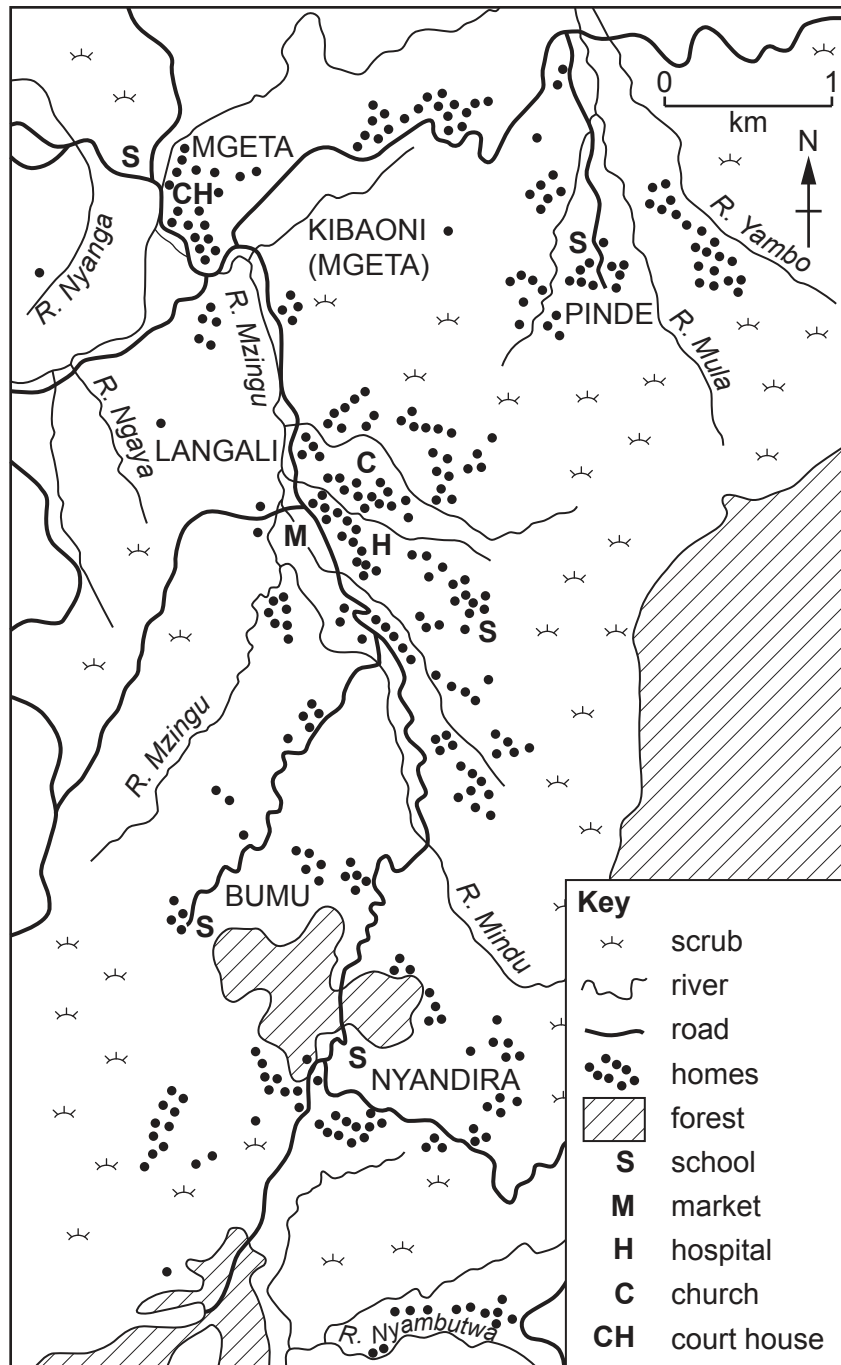 0 1
km
N
S
MGETA
CH
KIBAONI
(MGETA)
R. Nyanga
R. Yambo
S
PINDE
R. Mzingu
R. Mula
R. Ngaya
LANGALI
C
M
H
S
R. Mzingu
BUMU
S
R. Mindu
S
NYANDIRA
R. Nyambutwa
Key
scrub
river
road
homes
forest
S school
M market
H hospital
C church
CH court house